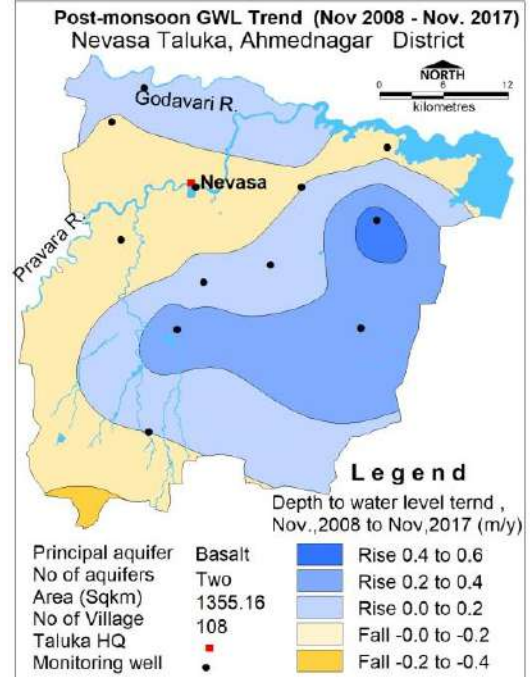 Post-monsoon GWL Trend (Nov 2008 - Nov. 2017)
Nevasa Taluka, Ahmednagar District
NORTH
0 6 12
kilometres
Godavari R.
Nevasa
Pravara R.
Legend
Depth to water level ternd ,
Nov.,2008 to Nov,2017 (m/y)
Rise 0.4 to 0.6
Rise 0.2 to 0.4
Rise 0.0 to 0.2
Fall -0.0 to -0.2
Fall -0.2 to -0.4
Principal aquifer Basalt
No of aquifers Two
Area (Sqkm) 1355.16
No of Village 108
Taluka HQ
Monitoring well